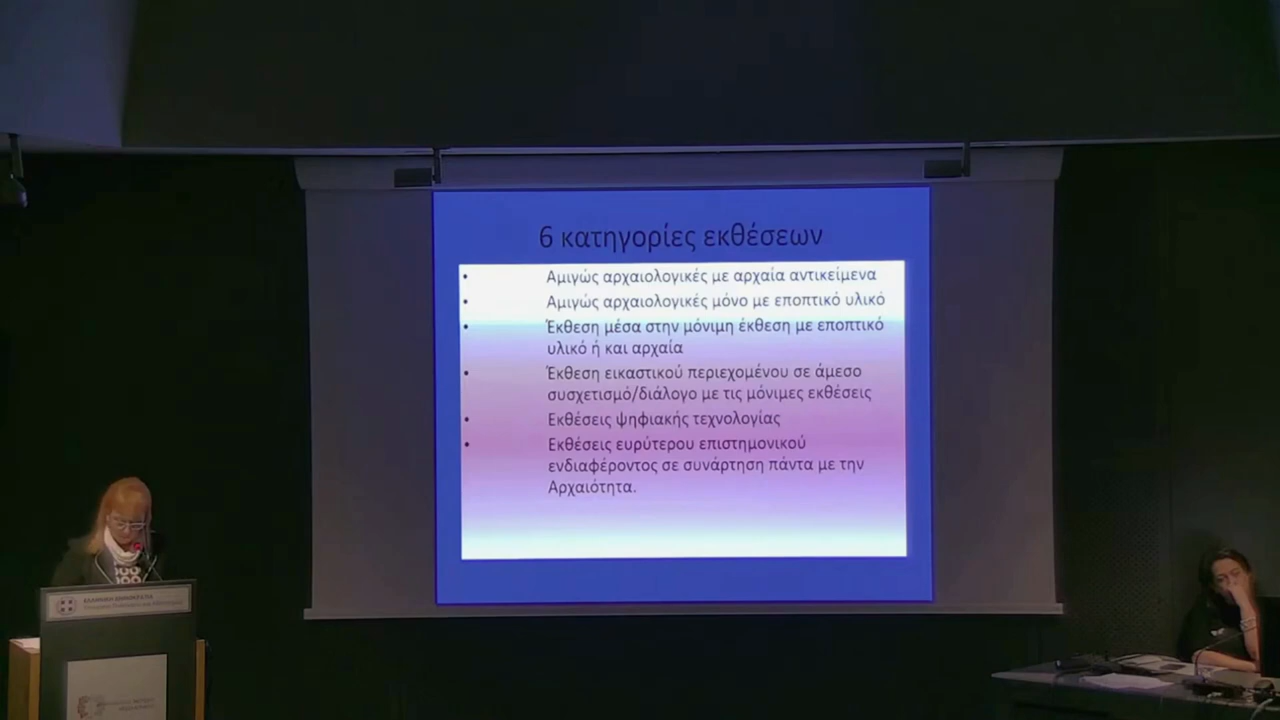 6 κατηγορίες εκθέσεων
• Αμιγώς αρχαιολογικές με αρχαία αντικείμενα
• Αμιγώς αρχαιολογικές μόνο με εποπτικό υλικό
• Έκθεση μέσα στην μόνιμη έκθεση με εποπτικό
υλικό ή και αρχαία
• Έκθεση εικαστικού περιεχομένου σε άμεσο
συσχετισμό/διάλογο με τις μόνιμες εκθέσεις
• Εκθέσεις ψηφιακής τεχνολογίας
• Εκθέσεις ευρύτερου επιστημονικού
ενδιαφέροντος σε συνάρτηση πάντα με την
Αρχαιότητα.
ΕΛΛΗΝΙΚΗ ΔΗΜΟΚΡΑΤΙΑ